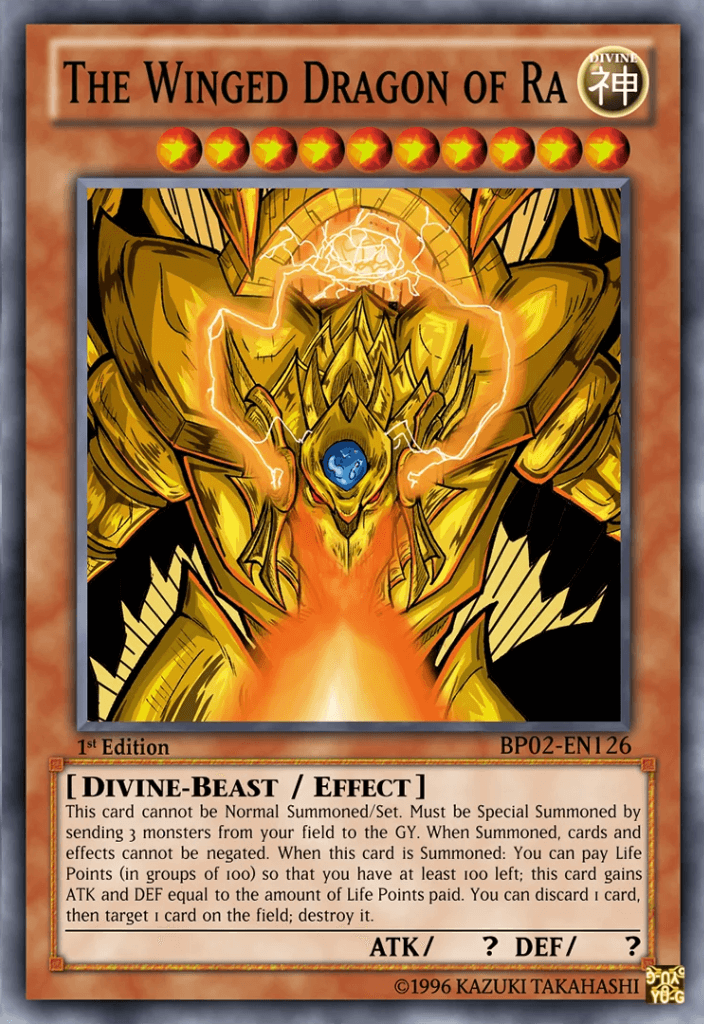 The Winged Dragon of Ra
DIVINE
神
1st Edition
BP02-EN126
[ Divine-Beast / Effect ]
This card cannot be Normal Summoned/Set. Must be Special Summoned by
sending 3 monsters from your field to the GY. When Summoned, cards and
effects cannot be negated. When this card is Summoned: You can pay Life
Points (in groups of 100) so that you have at least 100 left; this card gains
ATK and DEF equal to the amount of Life Points paid. You can discard 1 card,
then target 1 card on the field; destroy it.
ATK/ ? DEF/ ?
©1996 KAZUKI TAKAHASHI